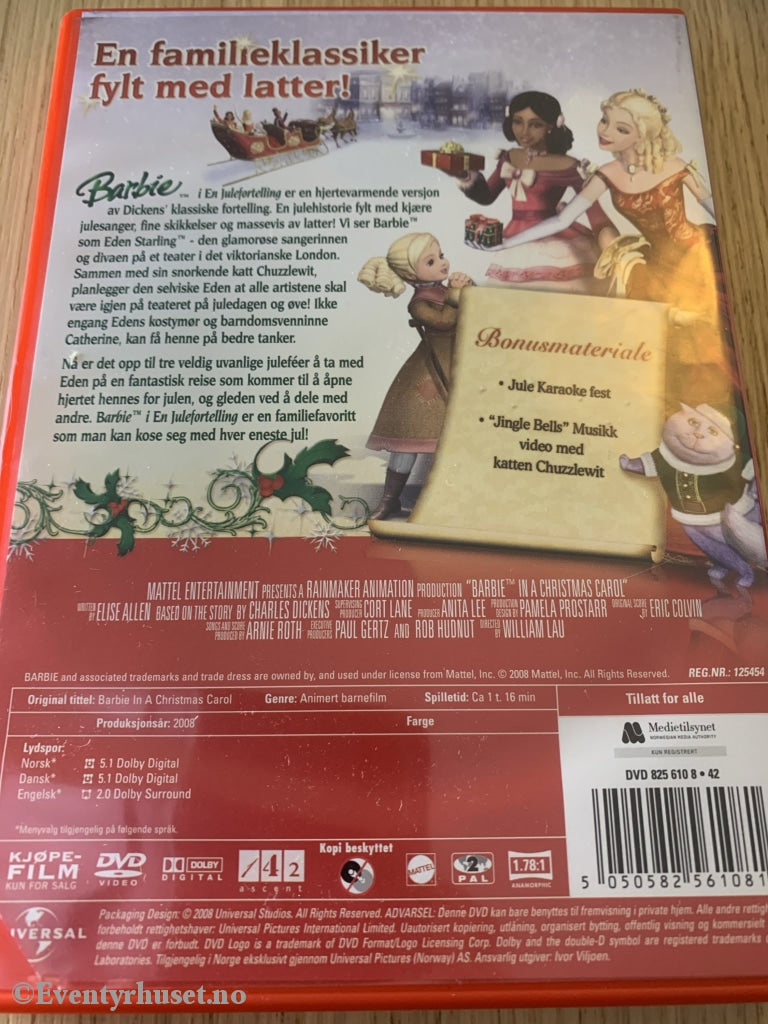 En familieklassiker
fylt med latter!
Barbie™ i En Julefortelling er en hjertevarmende versjon
av Dickens' klassiske fortelling. En julehistorie fylt med kjære
julesanger, fine skikkelser og massevis av latter! Vi ser Barbie™
som Eden Starling™ - den glamorøse sangerinnen
og divaen på et teater i det viktorianske London.
Sammen med sin snorkende katt Chuzzlewit,
planlegger den selviske Eden at alle artistene skal
være igjen på teateret på juledagen og øve! Ikke
engang Edens kostymør og barndomsvenninne
Catherine, kan få henne på bedre tanker.
Nå er det opp til tre veldig uvanlige juleféer å ta med
Eden på en fantastisk reise som kommer til å åpne
hjertet hennes for julen, og gleden ved å dele med
andre. Barbie™ i En Julefortelling er en familiefavoritt
som man kan kose seg med hver eneste jul!
Bonusmateriale
• Jule Karaoke fest
• "Jingle Bells" Musikk
video med
katten Chuzzlewit
MATTEL ENTERTAINMENT PRESENTS A RAINMAKER ANIMATION PRODUCTION "BARBIE™ IN A CHRISTMAS CAROL"
WRITTEN BY ELISE ALLEN BASED ON THE STORY BY CHARLES DICKENS SUPERVISING PRODUCER CORT LANE PRODUCER ANITA LEE PRODUCTION DESIGN BY PAMELA PROSTARR ORIGINAL SCORE BY ERIC COLVIN
SONGS AND SCORE PRODUCED BY ARNIE ROTH EXECUTIVE PRODUCERS PAUL GERTZ AND ROB HUDNUT DIRECTED BY WILLIAM LAU
BARBIE and associated trademarks and trade dress are owned by, and used under license from Mattel, Inc. © 2008 Mattel, Inc. All Rights Reserved. REG.NR.: 125454
Original tittel: Barbie In A Christmas Carol Genre: Animert barnefilm Spilletid: Ca 1 t. 16 min Tillatt for alle
Produksjonsår: 2008 Farge
Medietilsynet
NORWEGIAN MEDIA AUTHORITY
KUN REGISTRERT
Lydspor:
Norsk* 5.1 Dolby Digital
Dansk* 5.1 Dolby Digital
Engelsk* 2.0 Dolby Surround
*Menyvalg tilgjengelig på følgende språk.
DVD 825 610 8 • 42
5 050582 561081
Kopi beskyttet
KJØPE-
FILM
KUN FOR SALG
DVD
VIDEO
DOLBY
DIGITAL
142
ascent
MATTEL
2
PAL
1.78:1
ANAMORPHIC
IVERSAL
Packaging Design: © 2008 Universal Studios. All Rights Reserved. ADVARSEL: Denne DVD kan bare benyttes til fremvisning i private hjem. Alle andre rettigh
forbeholdt rettighetshaver: Universal Pictures International Limited. Uautorisert kopiering, utlåning, organisert bytting, offentlig visning og kommersiell
denne DVD er forbudt. DVD Logo is a trademark of DVD Format/Logo Licensing Corp. Dolby and the double-D symbol are registered trademarks
Laboratories. Tilgjengelig i Norge eksklusivt gjennom Universal Pictures (Norway) AS. Ansvarlig utgiver: Ivor Viljoen.
©Eventyrhuset.no